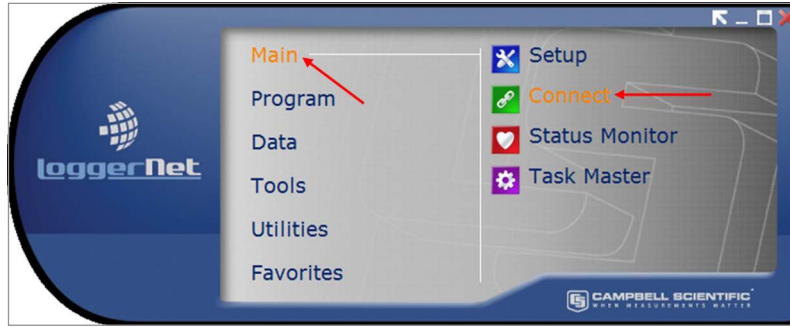 Main
Program
Data
Tools
Utilities
Favorites
Setup
Connect
Status Monitor
Task Master
LoggerNet
CAMPBELL SCIENTIFIC
WHEN MEASUREMENTS MATTER